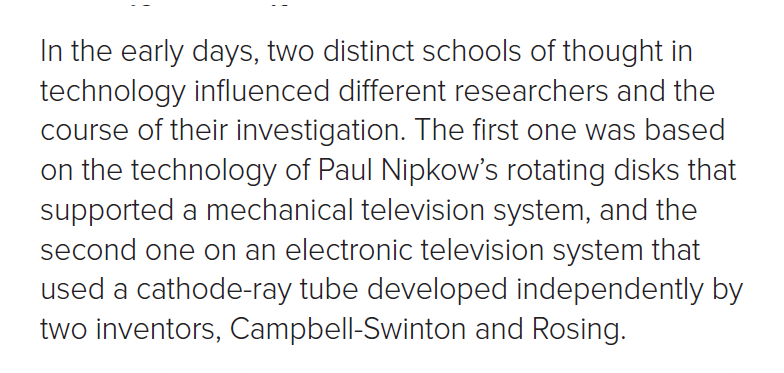 In the early days, two distinct schools of thought in
technology influenced different researchers and the
course of their investigation. The first one was based
on the technology of Paul Nipkow’s rotating disks that
supported a mechanical television system, and the
second one on an electronic television system that
used a cathode-ray tube developed independently by
two inventors, Campbell-Swinton and Rosing.